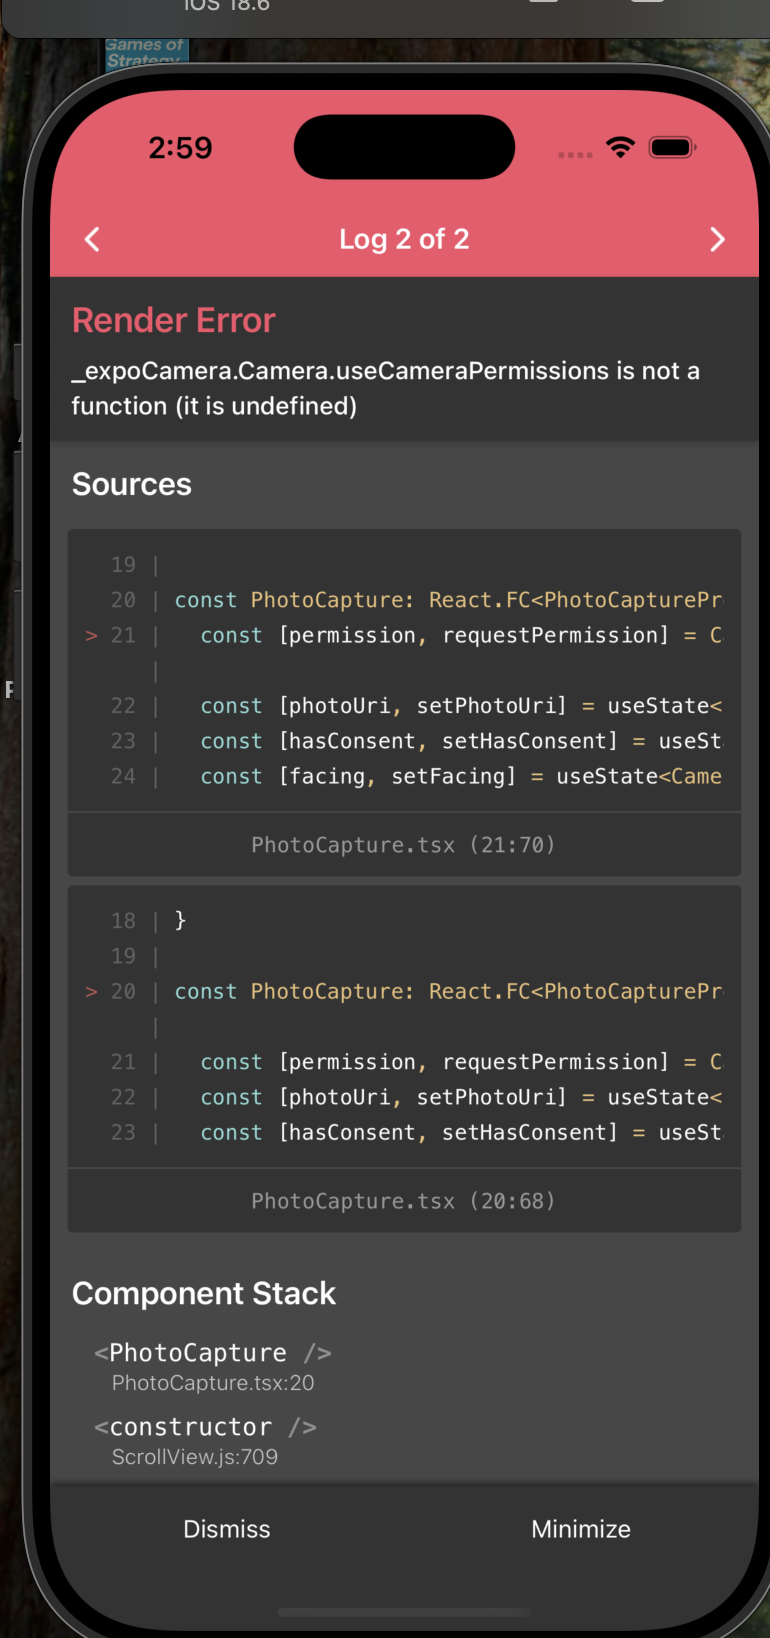 iOS 18.6
Games of
Strategy
2:59
Log 2 of 2
Render Error
_expoCamera.Camera.useCameraPermissions is not a
function (it is undefined)
Sources
19 |
20 | const PhotoCapture: React.FC<PhotoCapturePr
> 21 |   const [permission, requestPermission] = C
|
22 |   const [photoUri, setPhotoUri] = useState<
23 |   const [hasConsent, setHasConsent] = useSt
24 |   const [facing, setFacing] = useState<Came
PhotoCapture.tsx (21:70)
18 | }
19 |
> 20 | const PhotoCapture: React.FC<PhotoCapturePr
|
21 |   const [permission, requestPermission] = C
22 |   const [photoUri, setPhotoUri] = useState<
23 |   const [hasConsent, setHasConsent] = useSt
PhotoCapture.tsx (20:68)
Component Stack
<PhotoCapture />
PhotoCapture.tsx:20
<constructor />
ScrollView.js:709
Dismiss
Minimize